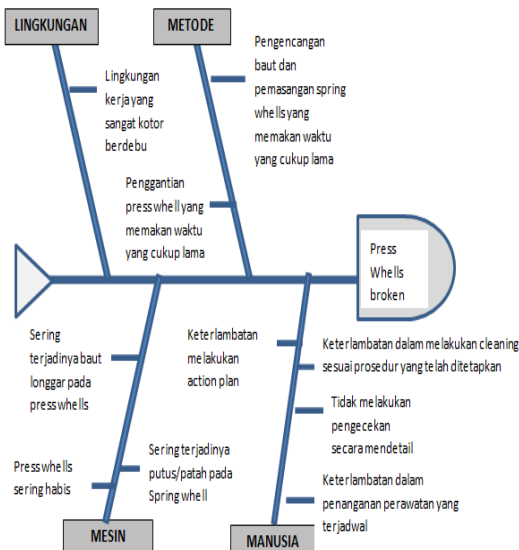 LINGKUNGAN
METODE
Pengencangan
baut dan
pemasangan spring
whells yang
memakan waktu
yang cukup lama
Lingkungan
kerja yang
sangat kotor
berdebu
Penggantian
press whell yang
memakan waktu
yang cukup lama
Press
Whells
broken
Sering
terjadinya baut
longgar pada
press whells
Keterlambatan
melakukan
action plan
Keterlambatan dalam melakukan cleaning
sesuai prosedur yang telah ditetapkan
Tidak melakukan
pengecekan
secara mendetail
Press whells
sering habis
Sering terjadinya
putus/patah pada
Spring whell
Keterlambatan dalam
penanganan perawatan yang
terjadwal
MESIN
MANUSIA